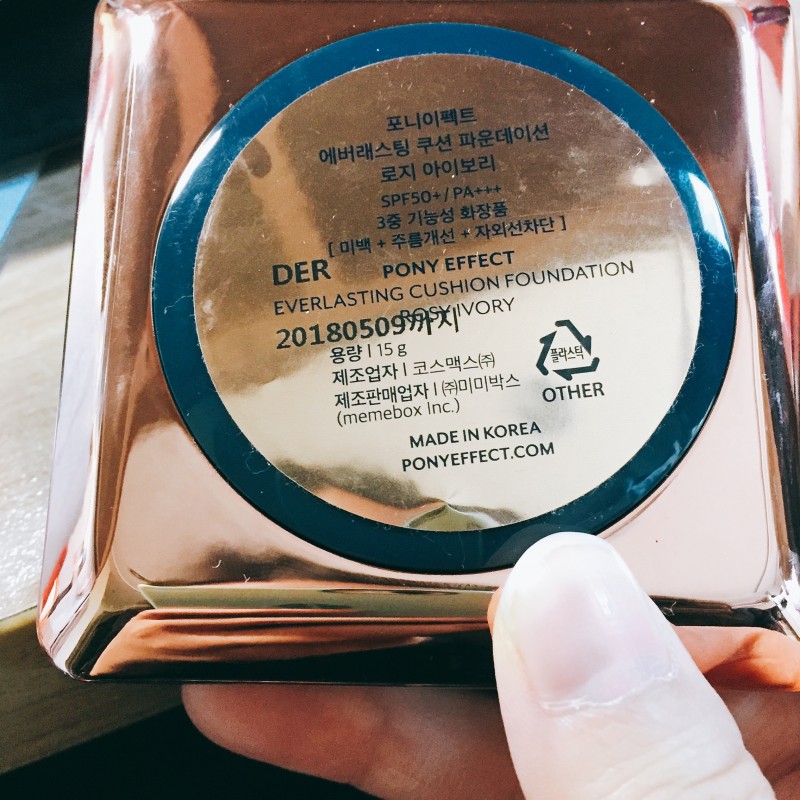 포니이펙트
에버래스팅 쿠션 파운데이션
로지 아이보리
SPF50+/PA+++
3중 기능성 화장품
[ 미백 + 주름개선 + 자외선차단 ]
DER
PONY EFFECT
EVERLASTING CUSHION FOUNDATION
ROSY IVORY
20180509까지
용량 I 15 g
제조업자 I 코스맥스㈜
제조판매업자 I ㈜미미박스
(memebox Inc.)
플라스틱
OTHER
MADE IN KOREA
PONYEFFECT.COM